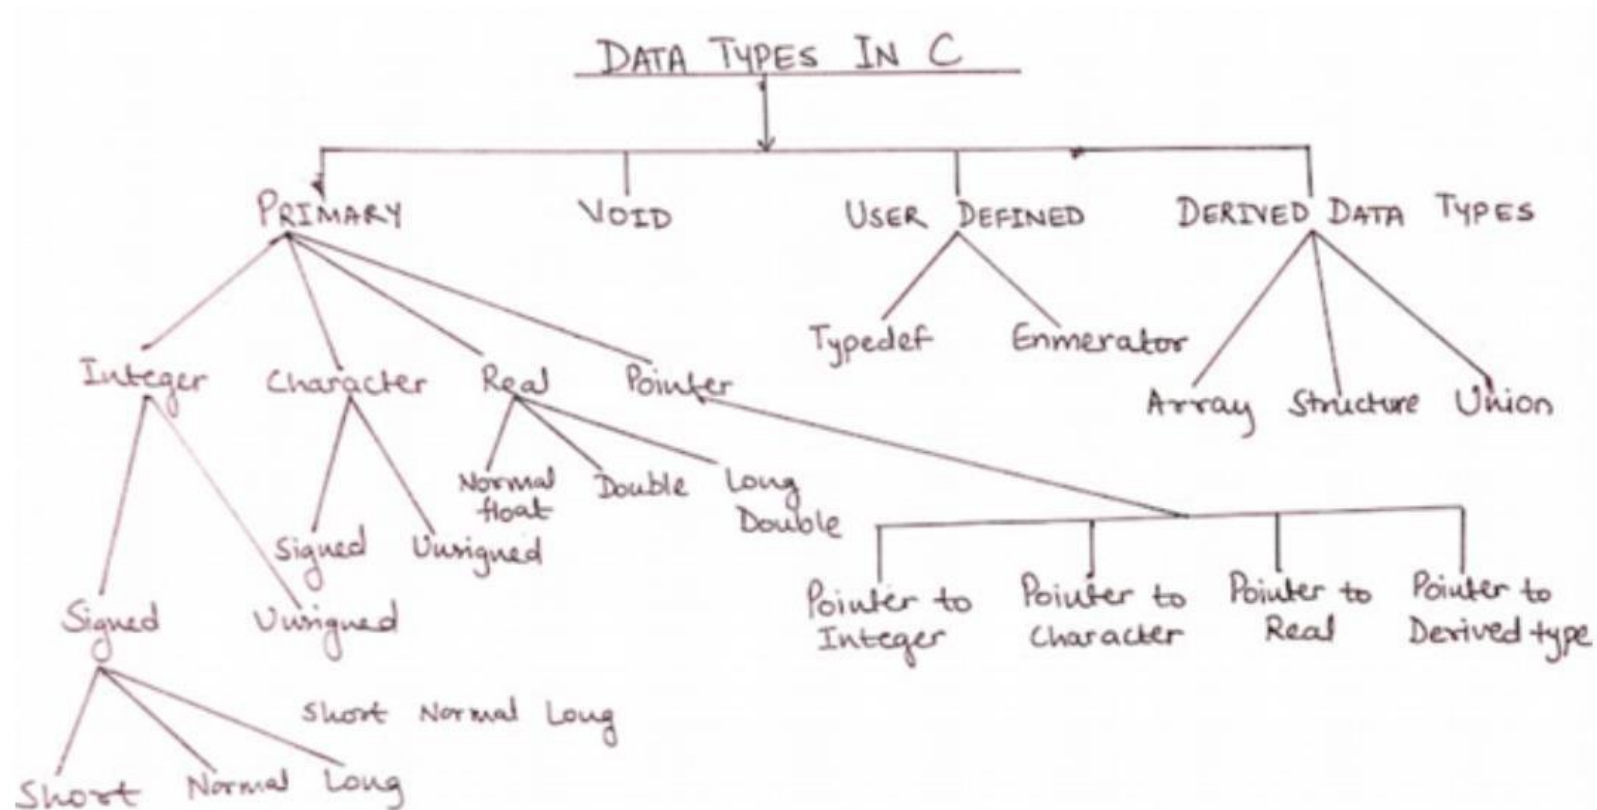 DATA TYPES IN C
PRIMARY
VOID
USER DEFINED
DERIVED DATA TYPES
Typedef
Enmerator
Integer
Character
Real
Pointer
Array
Structure
Union
Normal
float
Double
Long
Double
Signed
Unsigned
Pointer to
Integer
Pointer to
Character
Pointer to
Real
Pointer to
Derived type
Signed
Unsigned
Short Normal Long
Short
Normal
Long